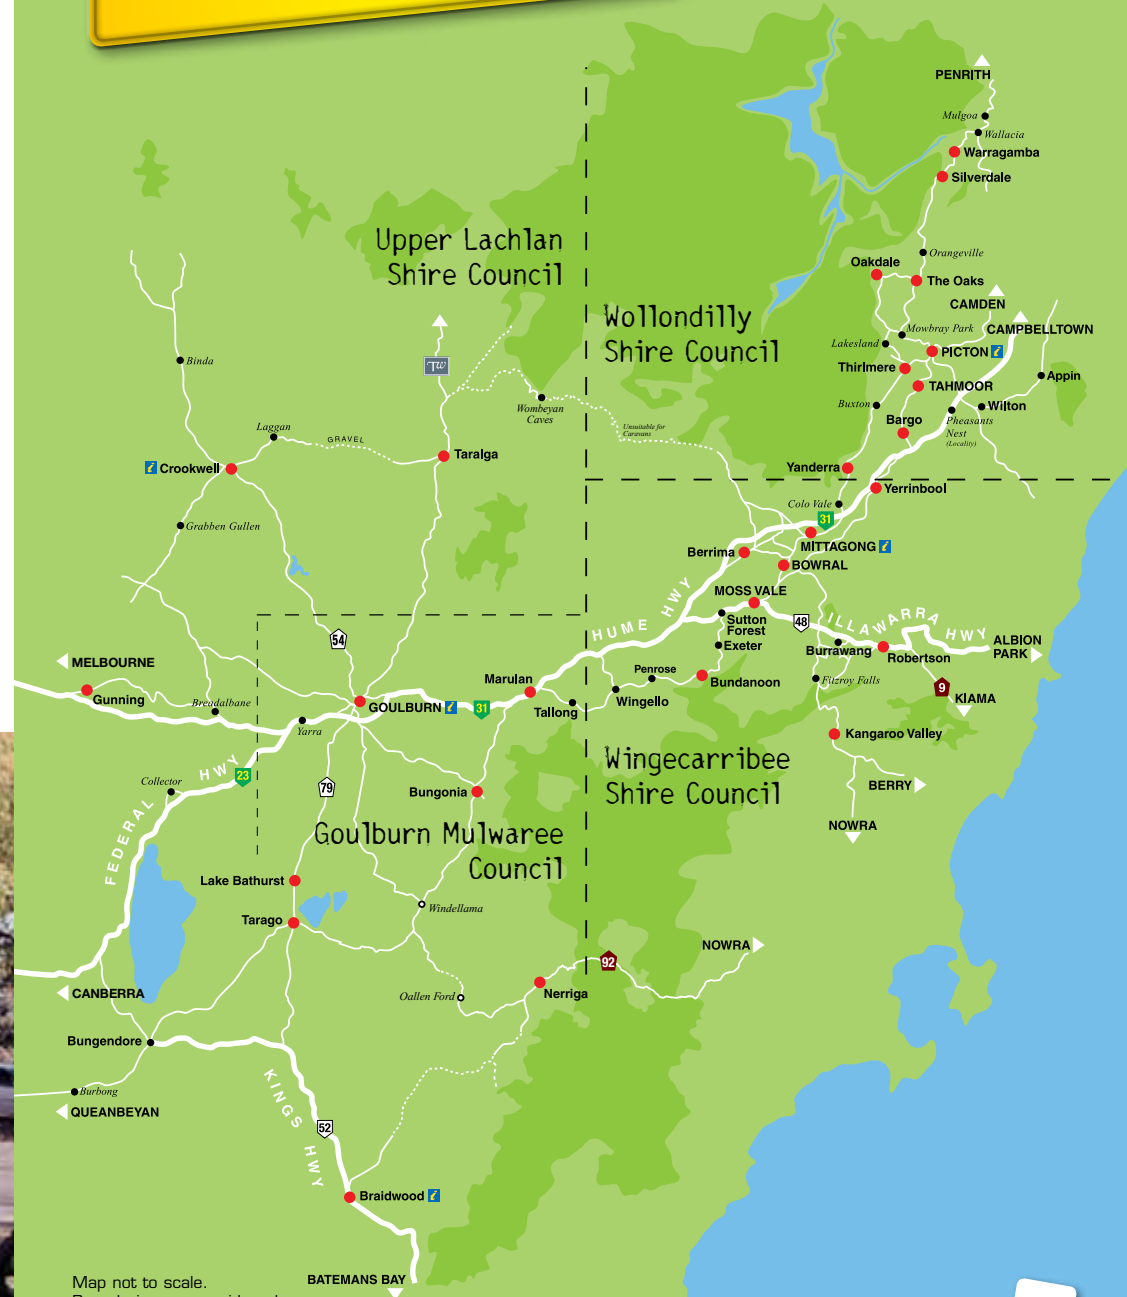 PENRITH
Mulgoa
Wallacia
Warragamba
Silverdale
Upper Lachlan
Shire Council
Orangeville
Oakdale
The Oaks
CAMDEN
Wollondilly
Shire Council
Mowbray Park
CAMPBELLTOWN
Lakesland
PICTON i
Binda
TW
Thirlmere
TAHMOOR
Appin
Wombeyan
Caves
Buxton
Wilton
Pheasants
Nest
(Locality)
Bargo
Laggan
GRAVEL
Unsuitable for
Caravans
i Crookwell
Taralga
Yanderra
Yerrinbool
Colo Vale
31
Grabben Gullen
MITTAGONG i
Berrima
BOWRAL
MOSS VALE
HUME HWY
Sutton
Forest
48
ILLAWARRA HWY
54
Exeter
Burrawang
Robertson
ALBION
PARK
MELBOURNE
Penrose
Bundanoon
Fitzroy Falls
9
KIAMA
Gunning
Breadalbane
GOULBURN i
31
Marulan
Tallong
Wingello
Yarra
Kangaroo Valley
Wingecarribee
Shire Council
FEDERAL HWY
23
Collector
79
Bungonia
BERRY
NOWRA
Goulburn Mulwaree
Council
Lake Bathurst
Windellama
Tarago
NOWRA
92
CANBERRA
Oallen Ford
Nerriga
Bungendore
Burbong
QUEANBEYAN
KINGS HWY
52
Braidwood i
BATEMANS BAY
Map not to scale.